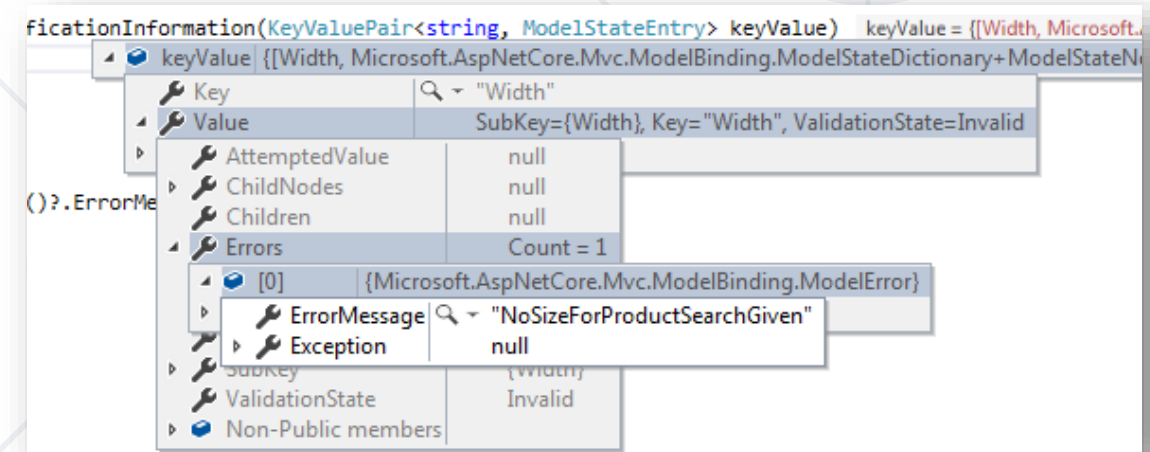 ficationInformation(KeyValuePair<string, ModelStateEntry> keyValue) keyValue = {[Width, Microsoft.
keyValue {[Width, Microsoft.AspNetCore.Mvc.ModelBinding.ModelStateDictionary+ModelStateN
Key "Width"
Value SubKey={Width}, Key="Width", ValidationState=Invalid
AttemptedValue null
ChildNodes null
()?.ErrorMe
Children null
Errors Count = 1
[0] {Microsoft.AspNetCore.Mvc.ModelBinding.ModelError}
ErrorMessage "NoSizeForProductSearchGiven"
Exception null
SubKey {Width}
ValidationState Invalid
Non-Public members